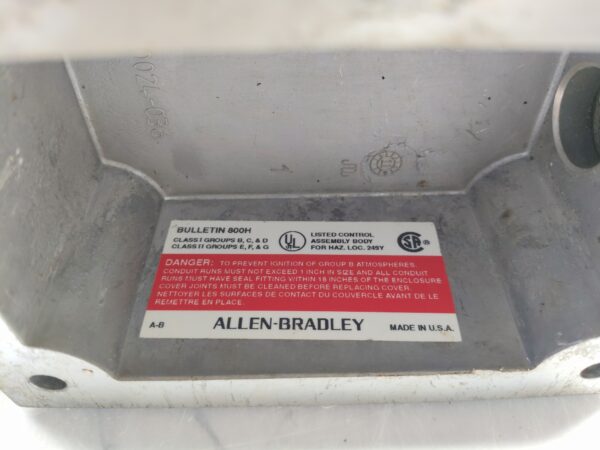 BULLETIN 800H
CLASS I GROUPS B, C, & D
CLASS II GROUPS E, F, & G
UL
LISTED CONTROL
ASSEMBLY BODY
FOR HAZ. LOC. 249Y
SA ®
DANGER: TO PREVENT IGNITION OF GROUP B ATMOSPHERES,
CONDUIT RUNS MUST NOT EXCEED 1 INCH IN SIZE AND ALL CONDUIT
RUNS MUST HAVE SEAL FITTING WITHIN 18 INCHES OF THE ENCLOSURE
COVER JOINTS MUST BE CLEANED BEFORE REPLACING COVER.
NETTOYER LES SURFACES DE CONTACT DU COUVERCLE AVANT DE LE
REMETTRE EN PLACE.
A-B
ALLEN-BRADLEY
MADE IN U.S.A.